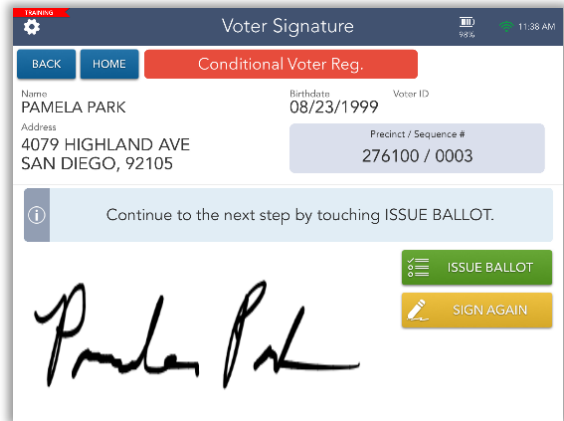 TRAINING
Voter Signature
98%
11:38 AM
BACK
HOME
Conditional Voter Reg.
Name
PAMELA PARK
Birthdate
08/23/1999
Voter ID
Address
4079 HIGHLAND AVE
SAN DIEGO, 92105
Precinct / Sequence #
276100 / 0003
Continue to the next step by touching ISSUE BALLOT.
ISSUE BALLOT
SIGN AGAIN
Pamela Park